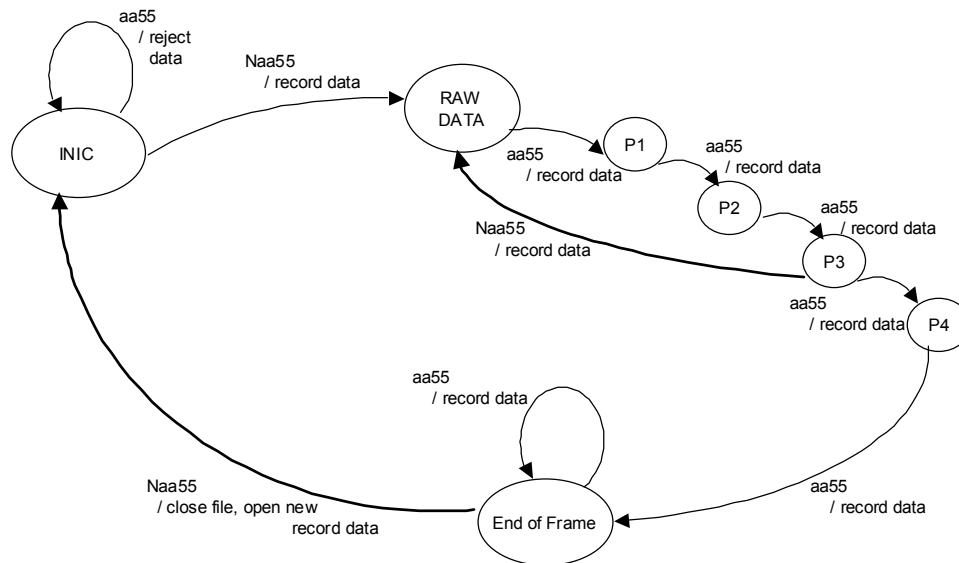 aa55
/ reject
data
Naa55
/ record data
RAW
DATA
INIC
aa55
/ record data
P1
aa55
/ record data
P2
aa55
/ record data
Naa55
/ record data
P3
aa55
/ record data
P4
aa55
/ record data
Naa55
/ close file, open new
record data
End of Frame
aa55
/ record data